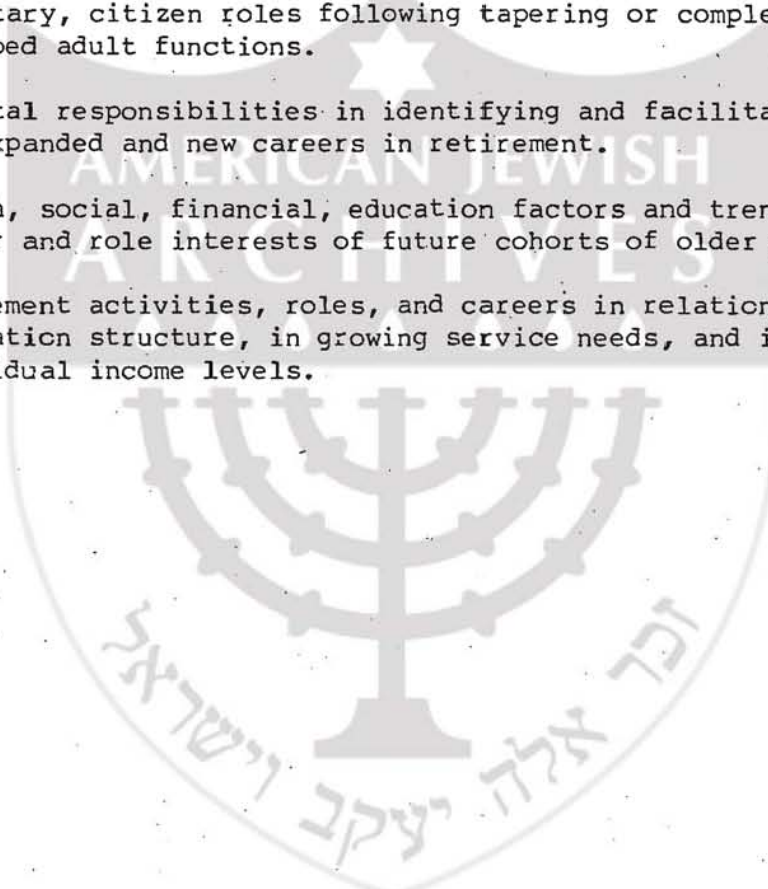 tary, citizen roles following tapering or comple
ped adult functions.
tal responsibilities in identifying and facilita
xpanded and new careers in retirement.
, social, financial, education factors and tren
and role interests of future cohorts of older
ement activities, roles, and careers in relation
ation structure, in growing service needs, and i
dual income levels.
AMERICAN JEWISH
ARCHIVES
זכר אלה יעקב וישראל